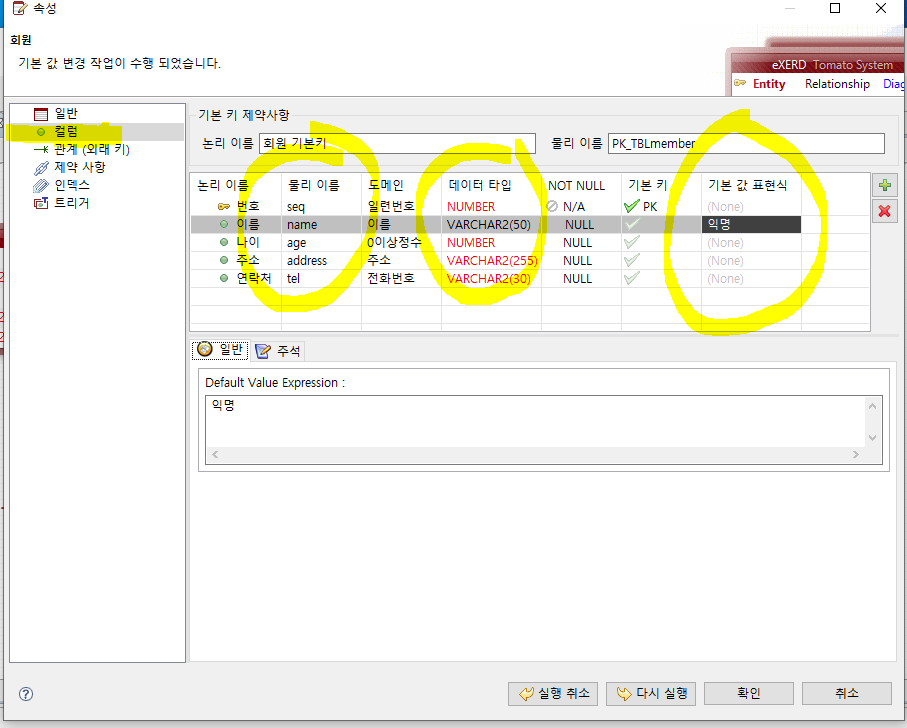 속성
회원
기본 값 변경 작업이 수행 되었습니다.
eXERD Tomato System
Entity Relationship Diag
일반
컬럼
관계 (외래 키)
제약 사항
인덱스
트리거
기본 키 제약사항
논리 이름 회원 기본키 물리 이름 PK_TBLmember
논리 이름 물리 이름 도메인 데이터 타입 NOT NULL 기본 키 기본 값 표현식
번호 seq 일련번호 NUMBER N/A PK (None)
이름 name 이름 VARCHAR2(50) NULL 익명
나이 age 0이상정수 NUMBER NULL (None)
주소 address 주소 VARCHAR2(255) NULL (None)
연락처 tel 전화번호 VARCHAR2(30) NULL (None)
일반 주석
Default Value Expression :
익명
실행 취소 다시 실행 확인 취소